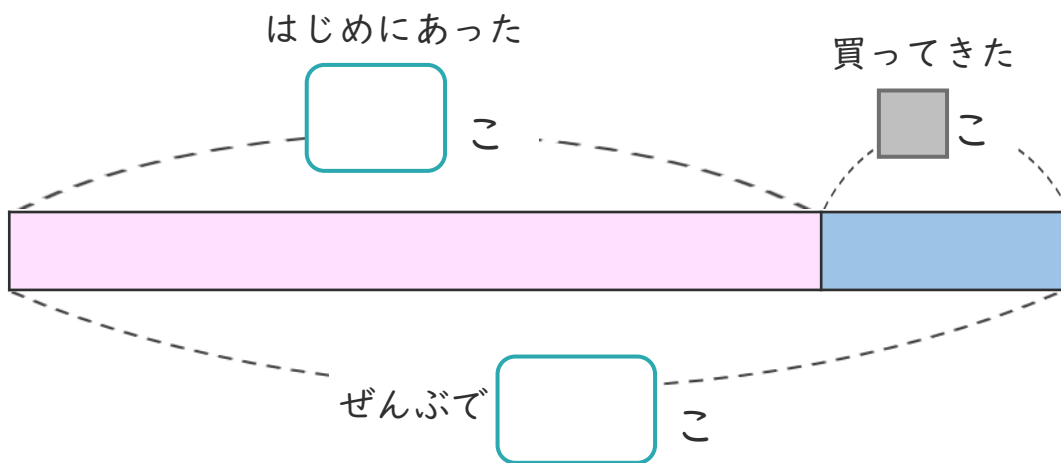 はじめにあった
こ
買ってきた
こ
ぜんぶで
こ